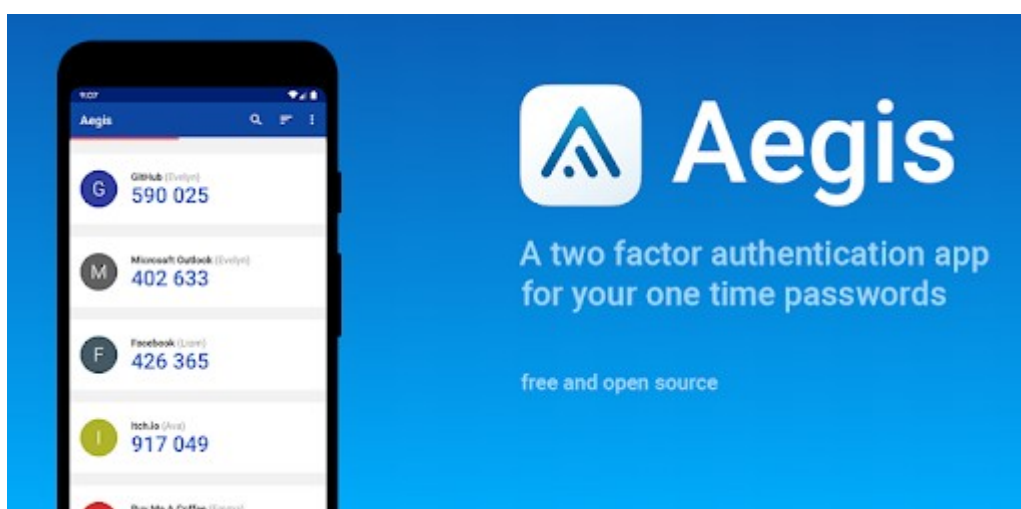 9:07
Aegis
G
GitHub (Evelyn)
590 025
M
Microsoft Outlook (Evelyn)
402 633
F
Facebook (Liam)
426 365
I
Itch.io (Ava)
917 049
Aegis
A two factor authentication app
for your one time passwords
free and open source